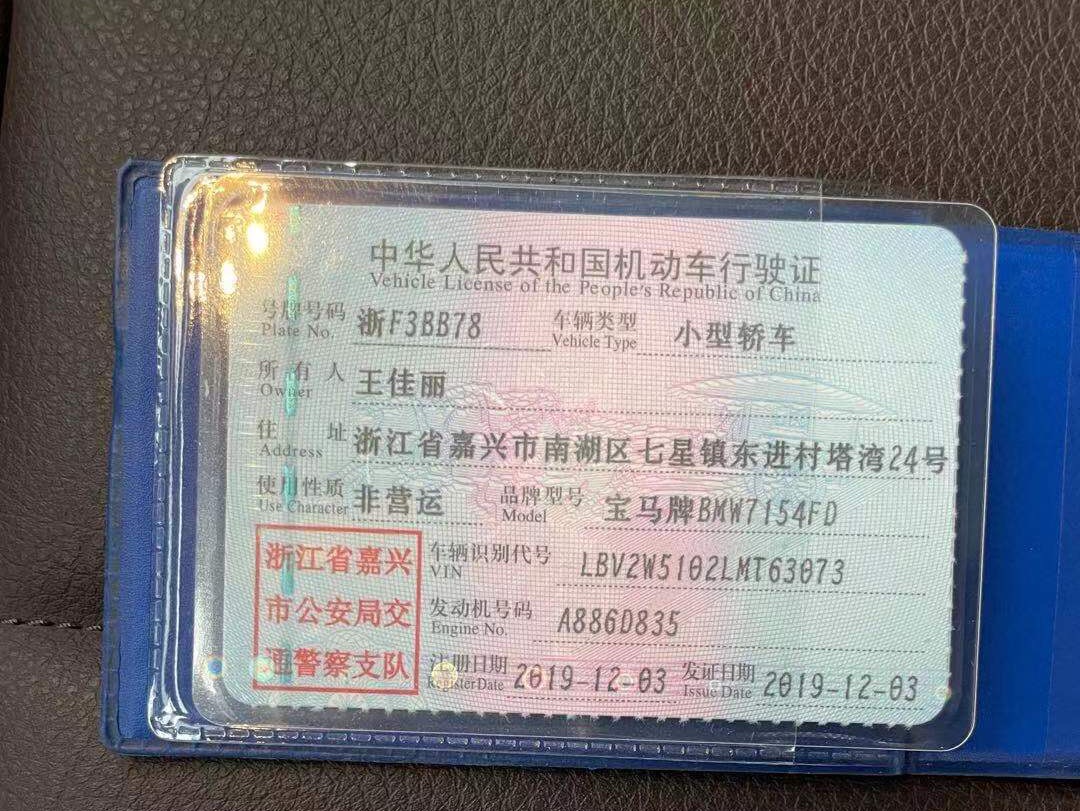 中华人民共和国机动车行驶证
Vehicle License of the People's Republic of China
号牌号码 浙F3BB78 车辆类型 小型轿车
Plate No. Vehicle Type
所有人 王佳丽
Owner
住址 浙江省嘉兴市南湖区七星镇东进村塔湾24号
Address
使用性质 非营运 品牌型号 宝马牌BMW7154FD
Use Character Model
浙江省嘉兴
市公安局交
通警察支队
车辆识别代号 LBV2W5102LMT63073
VIN
发动机号码 A886D835
Engine No.
注册日期 2019-12-03 发证日期 2019-12-03
Register Date Issue Date